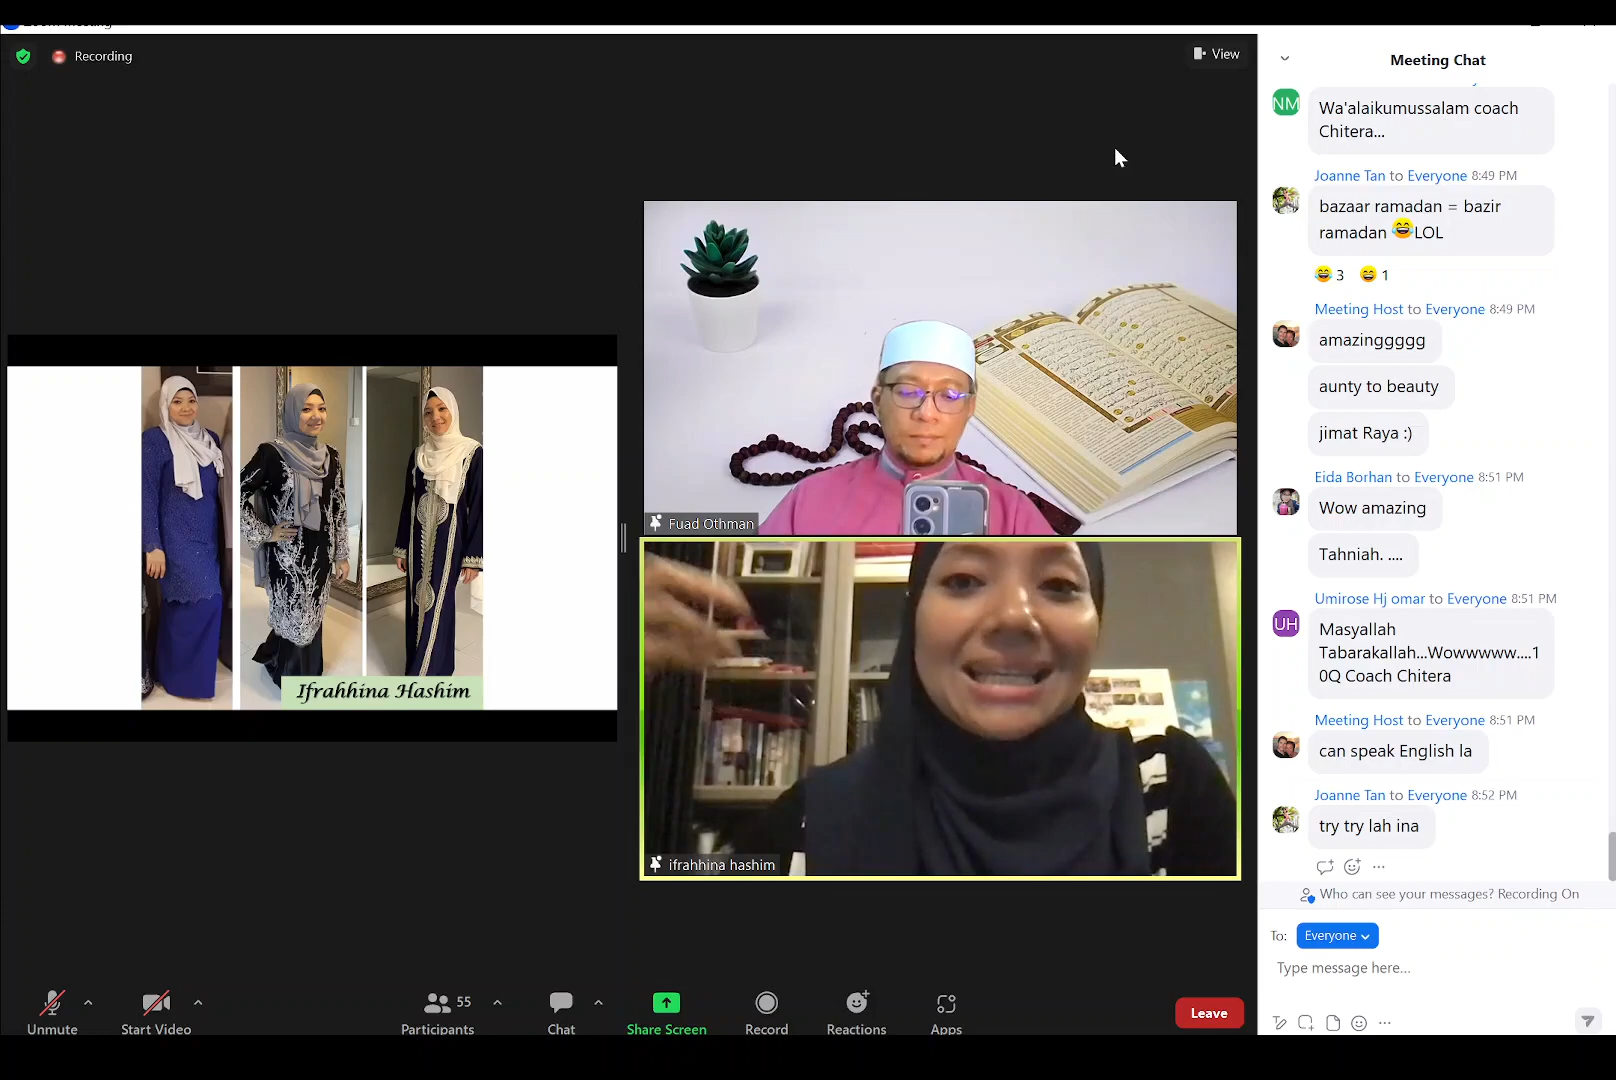 Recording
View
Ifrahhina Hashim
Fuad Othman
ifrahhina hashim
Unmute
Start Video
55
Participants
Chat
Share Screen
Record
Reactions
Apps
Leave
Meeting Chat
NM
Wa'alaikumussalam coach
Chitera...
Joanne Tan to Everyone 8:49 PM
bazaar ramadan = bazir
ramadan 😂LOL
😂 3 😄 1
Meeting Host to Everyone 8:49 PM
amazinggggg
aunty to beauty
jimat Raya :)
Eida Borhan to Everyone 8:51 PM
Wow amazing
Tahniah. ....
Umirose Hj omar to Everyone 8:51 PM
UH
Masyallah
Tabarakallah...Wowwwww....1
0Q Coach Chitera
Meeting Host to Everyone 8:51 PM
can speak English la
Joanne Tan to Everyone 8:52 PM
try try lah ina
Who can see your messages? Recording On
To: Everyone
Type message here...